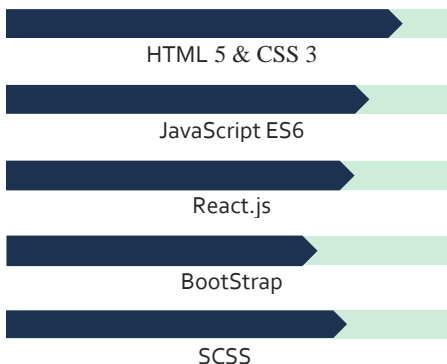 HTML 5 & CSS 3
JavaScript ES6
React.js
BootStrap
SCSS